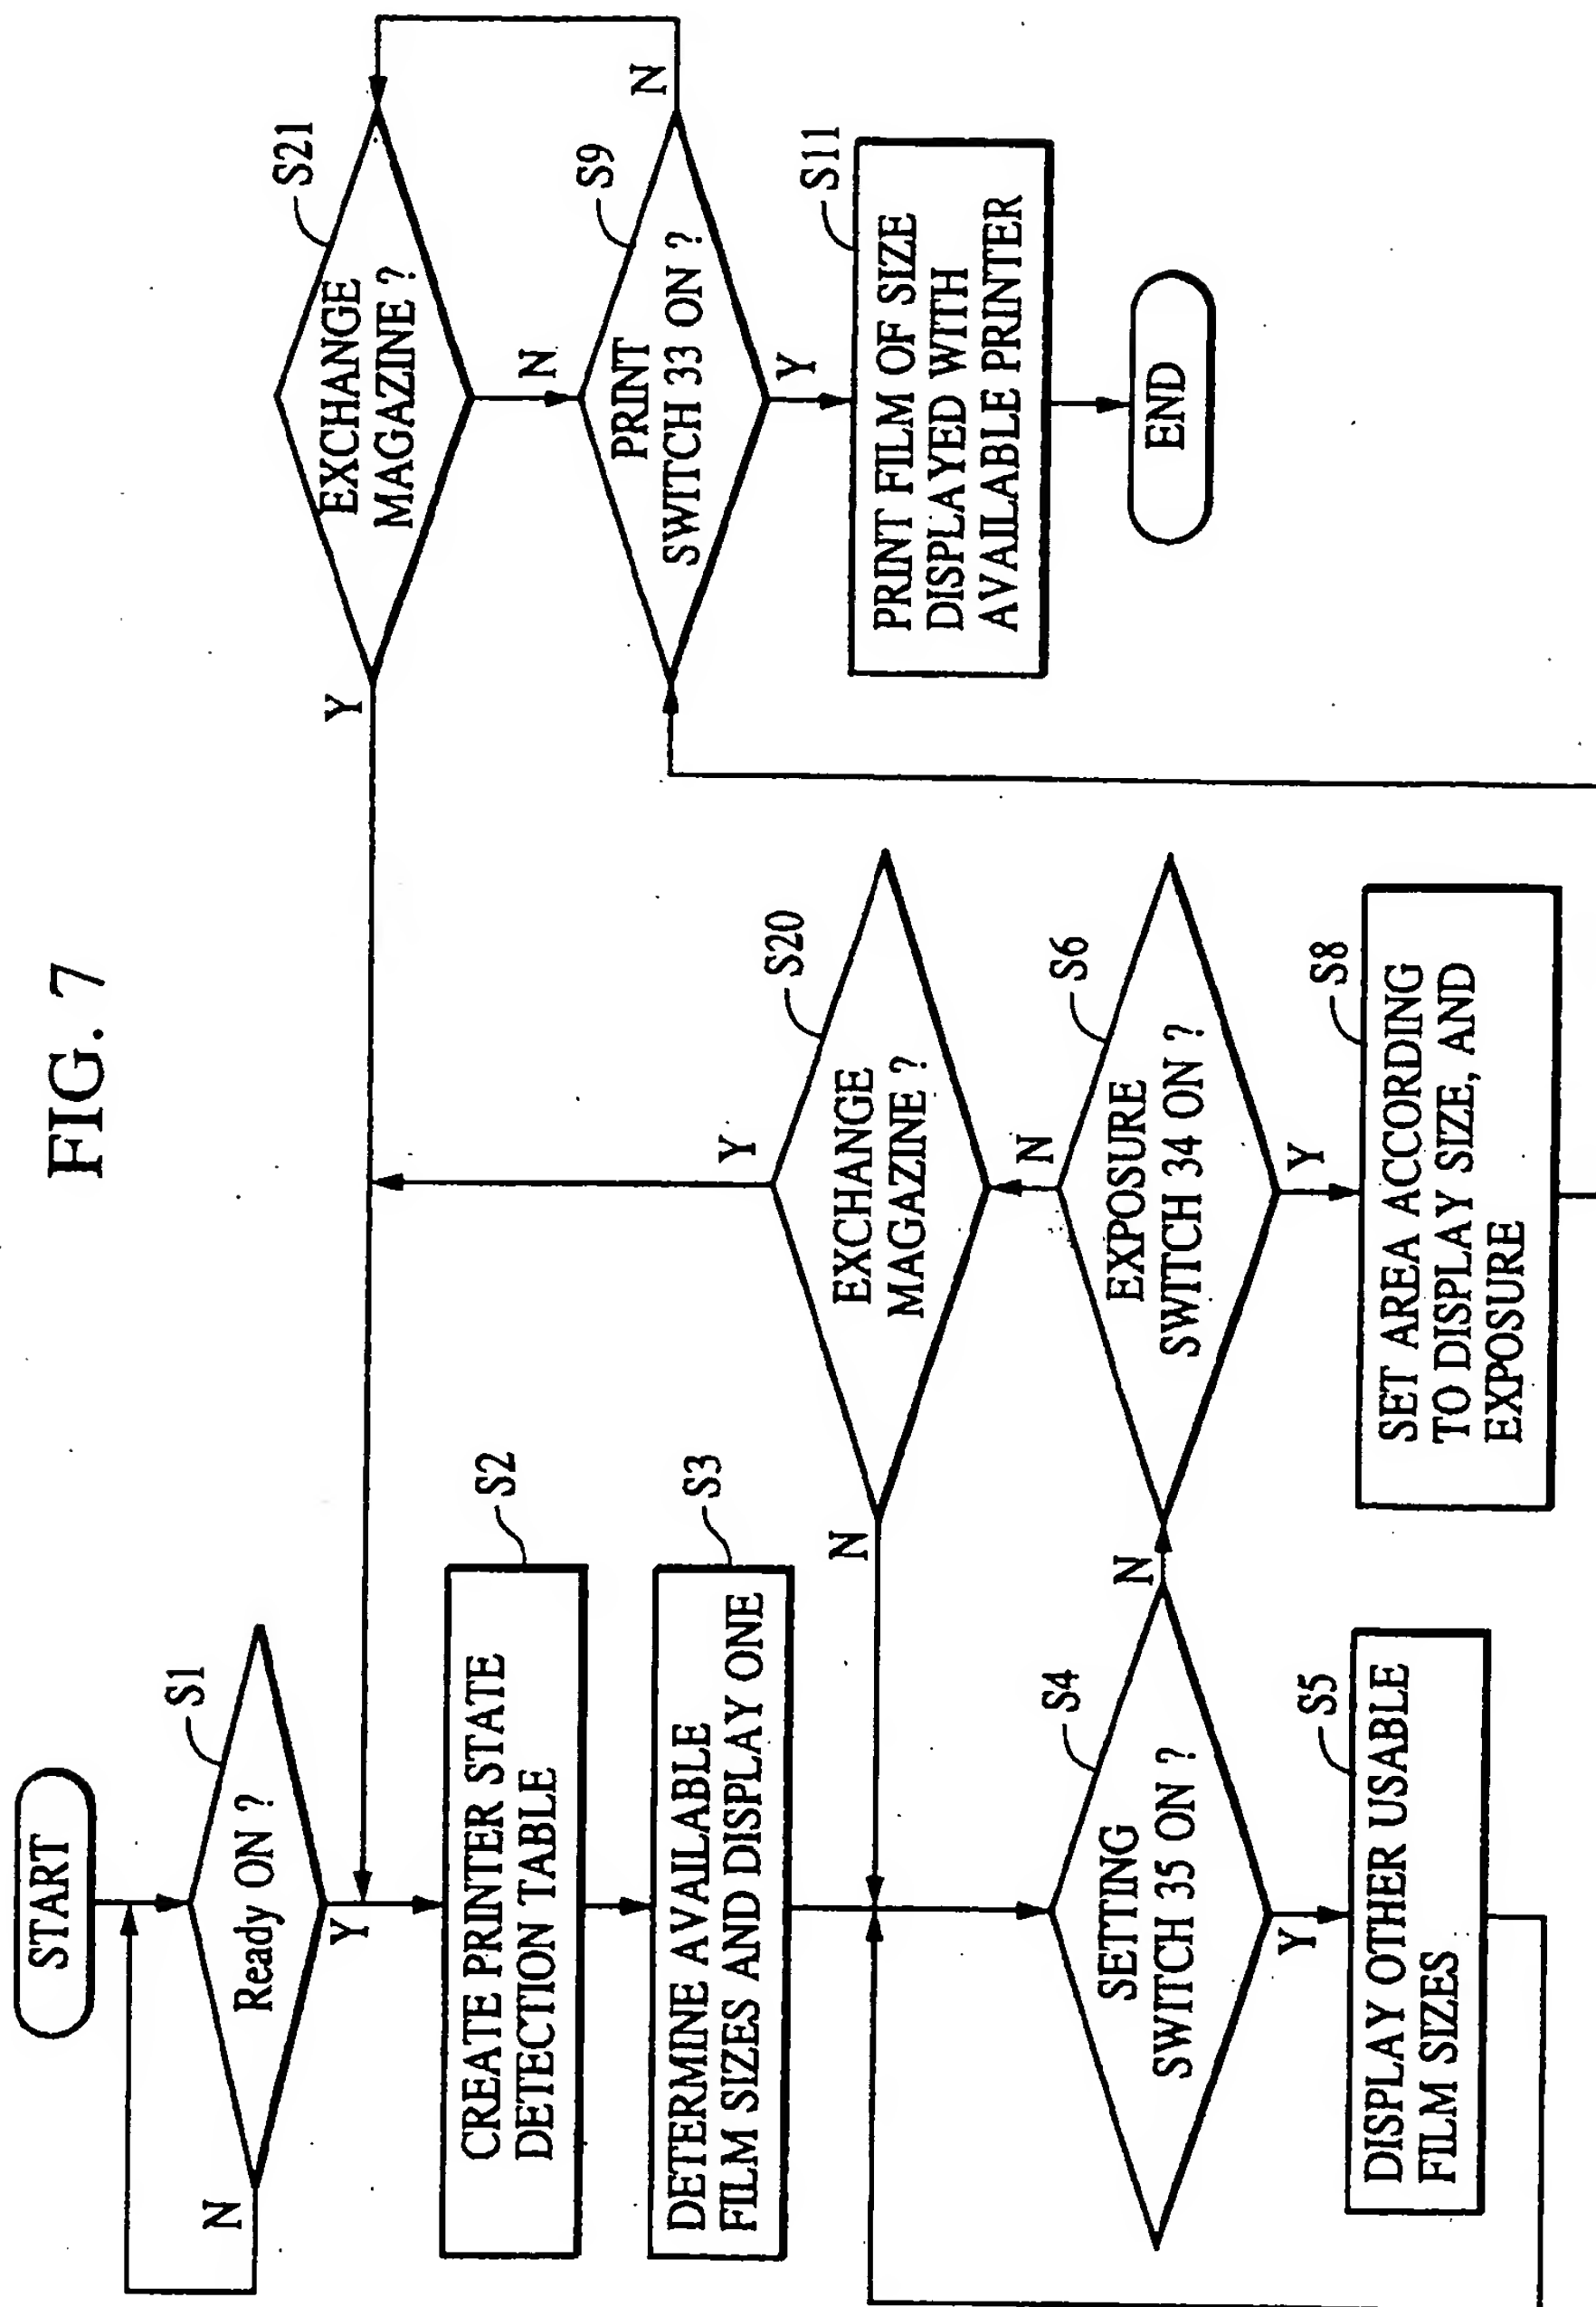 FIG. 7
START
S1
Ready ON ?
N
Y
S2
CREATE PRINTER STATE
DETECTION TABLE
S3
DETERMINE AVAILABLE
FILM SIZES AND DISPLAY ONE
S4
SETTING
SWITCH 35 ON ?
N
Y
S5
DISPLAY OTHER USABLE
FILM SIZES
S20
EXCHANGE
MAGAZINE ?
Y
N
S6
EXPOSURE
SWITCH 34 ON ?
N
Y
S8
SET AREA ACCORDING
TO DISPLAY SIZE, AND
EXPOSURE
S21
EXCHANGE
MAGAZINE ?
Y
N
S9
PRINT
SWITCH 33 ON ?
N
Y
S11
PRINT FILM OF SIZE
DISPLAYED WITH
AVAILABLE PRINTER
END